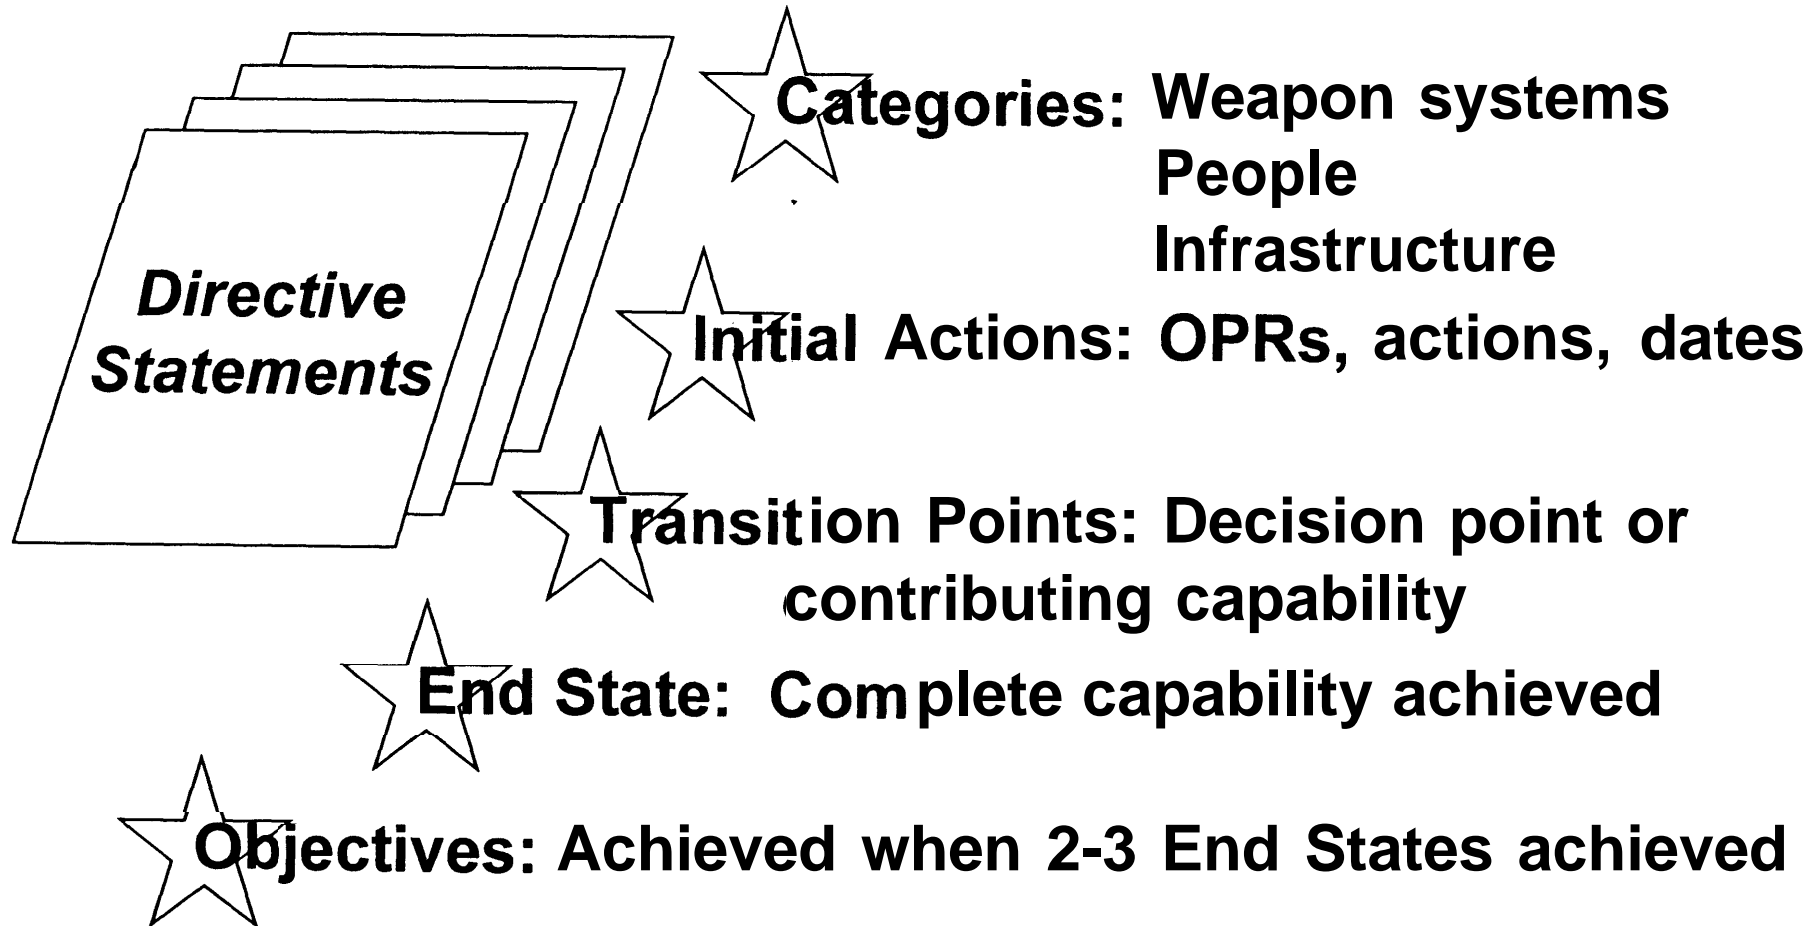 Directive
Statements
Categories: Weapon systems
People
Infrastructure
Initial Actions: OPRs, actions, dates
Transition Points: Decision point or
contributing capability
End State: Complete capability achieved
Objectives: Achieved when 2-3 End States achieved